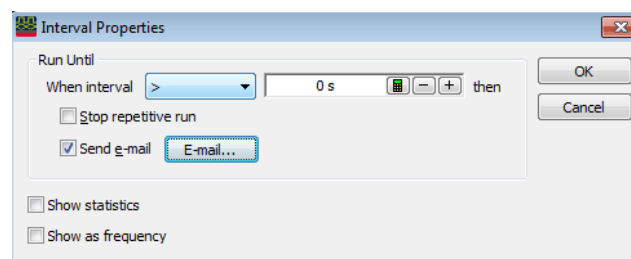 Interval Properties
Run Until
When interval > 0 s then
OK
Cancel
Stop repetitive run
Send e-mail E-mail...
Show statistics
Show as frequency